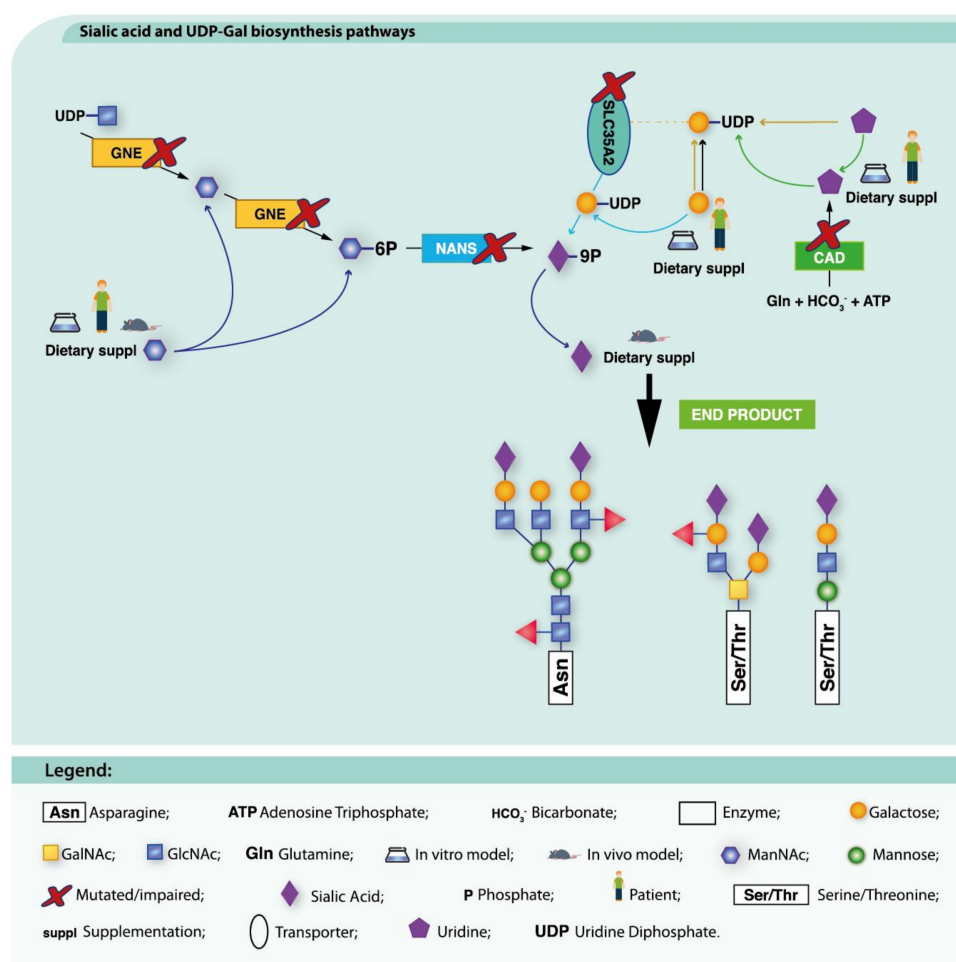 Sialic acid and UDP-Gal biosynthesis pathways
UDP
GNE
GNE
6P
NANS
9P
SLC35A2
UDP
UDP
Dietary suppl
Dietary suppl
CAD
Gln + HCO3- + ATP
Dietary suppl
Dietary suppl
END PRODUCT
Asn
Ser/Thr
Ser/Thr
Legend:
Asn Asparagine; ATP Adenosine Triphosphate; HCO3- Bicarbonate; Enzyme; Galactose;
GalNAc; GlcNAc; Gln Glutamine; In vitro model; In vivo model; ManNAc; Mannose;
Mutated/impaired; Sialic Acid; P Phosphate; Patient; Ser/Thr Serine/Threonine;
suppl Supplementation; Transporter; Uridine; UDP Uridine Diphosphate.